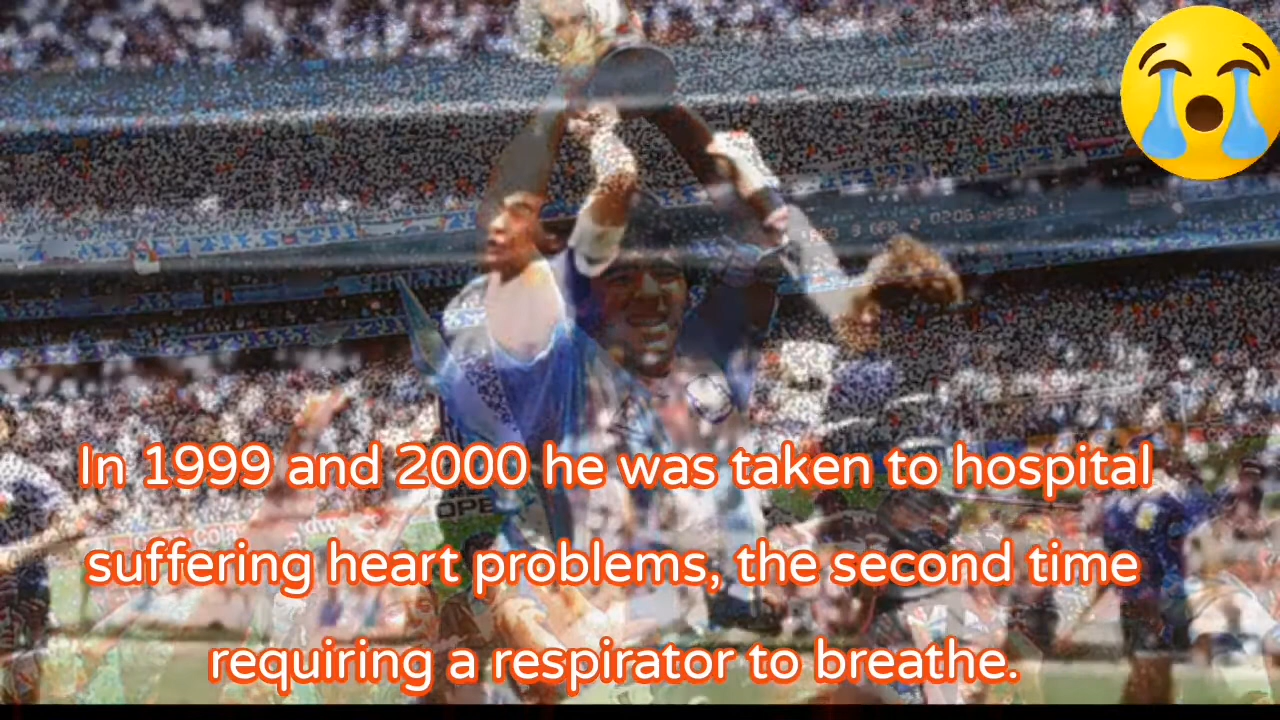 In 1999 and 2000 he was taken to hospital
suffering heart problems, the second time
requiring a respirator to breathe.